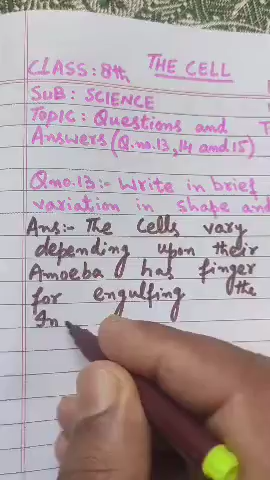 THE CELL
CLASS: 8th
SUB: SCIENCE
TOPIC: Questions and
Answers (Q.no.13, 14 and 15)
Q.no.13:- Write in brief
variation in shape and
Ans:- The Cells vary
depending upon their
Amoeba has finger
for engulfing the
In